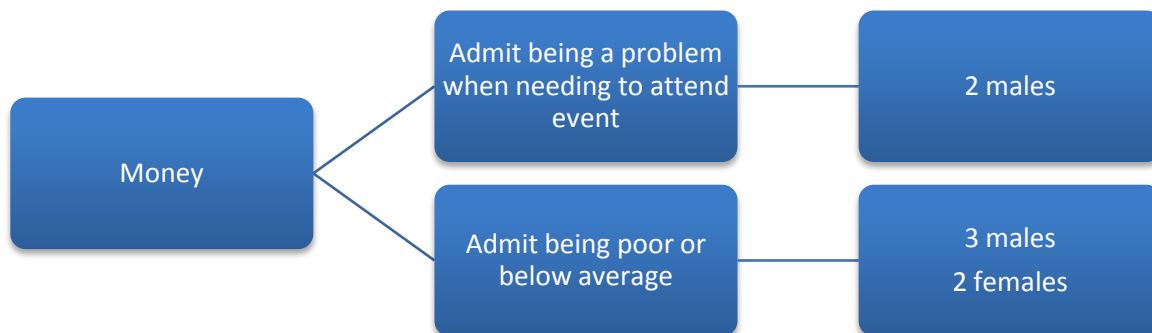 Money
Admit being a problem
when needing to attend
event
2 males
Admit being poor or
below average
3 males
2 females